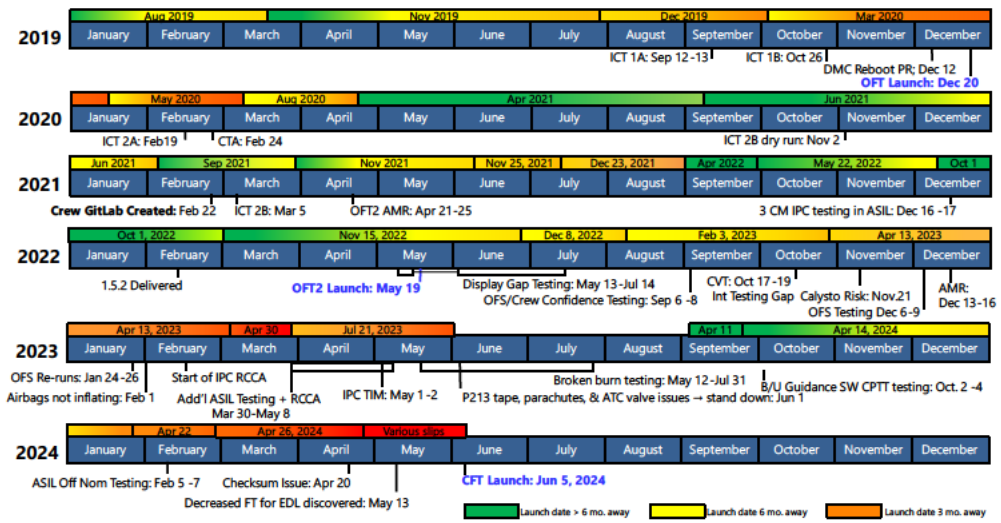 Aug 2019 Nov 2019 Dec 2019 Mar 2020
2019 January February March April May June July August September October November December
ICT 1A: Sep 12 -13 ICT 1B: Oct 26
DMC Reboot PR; Dec 12
OFT Launch: Dec 20
May 2020 Aug 2020 Apr 2021 Jun 2021
2020 January February March April May June July August September October November December
ICT 2A: Feb19 CTA: Feb 24 ICT 2B dry run: Nov 2
Jun 2021 Sep 2021 Nov 2021 Nov 25, 2021 Dec 23, 2021 Apr 2022 May 22, 2022 Oct 1
2021 January February March April May June July August September October November December
Crew GitLab Created: Feb 22 ICT 2B: Mar 5 OFT2 AMR: Apr 21-25 3 CM IPC testing in ASIL: Dec 16 -17
Oct 1, 2022 Nov 15, 2022 Dec 8, 2022 Feb 3, 2023 Apr 13, 2023
2022 January February March April May June July August September October November December
1.5.2 Delivered OFT2 Launch: May 19 Display Gap Testing: May 13-Jul 14 CVT: Oct 17 -19 AMR:
OFS/Crew Confidence Testing: Sep 6 -8 Int Testing Gap Calysto Risk: Nov.21 Dec 13-16
OFS Testing Dec 6-9
Apr 13, 2023 Apr 30 Jul 21, 2023 Apr 11 Apr 14, 2024
2023 January February March April May June July August September October November December
OFS Re-runs: Jan 24 -26 Start of IPC RCCA Broken burn testing: May 12-Jul 31
B/U Guidance SW CPTT testing: Oct. 2 -4
Airbags not inflating: Feb 1 Add'l ASIL Testing + RCCA IPC TIM: May 1 -2 P213 tape, parachutes, & ATC valve issues → stand down: Jun 1
Mar 30-May 8
Apr 22 Apr 26, 2024 Various slips
2024 January February March April May June July August September October November December
ASIL Off Nom Testing: Feb 5 -7 Checksum Issue: Apr 20 CFT Launch: Jun 5, 2024
Decreased FT for EDL discovered: May 13
Launch date > 6 mo. away Launch date 6 mo. away Launch date 3 mo. away